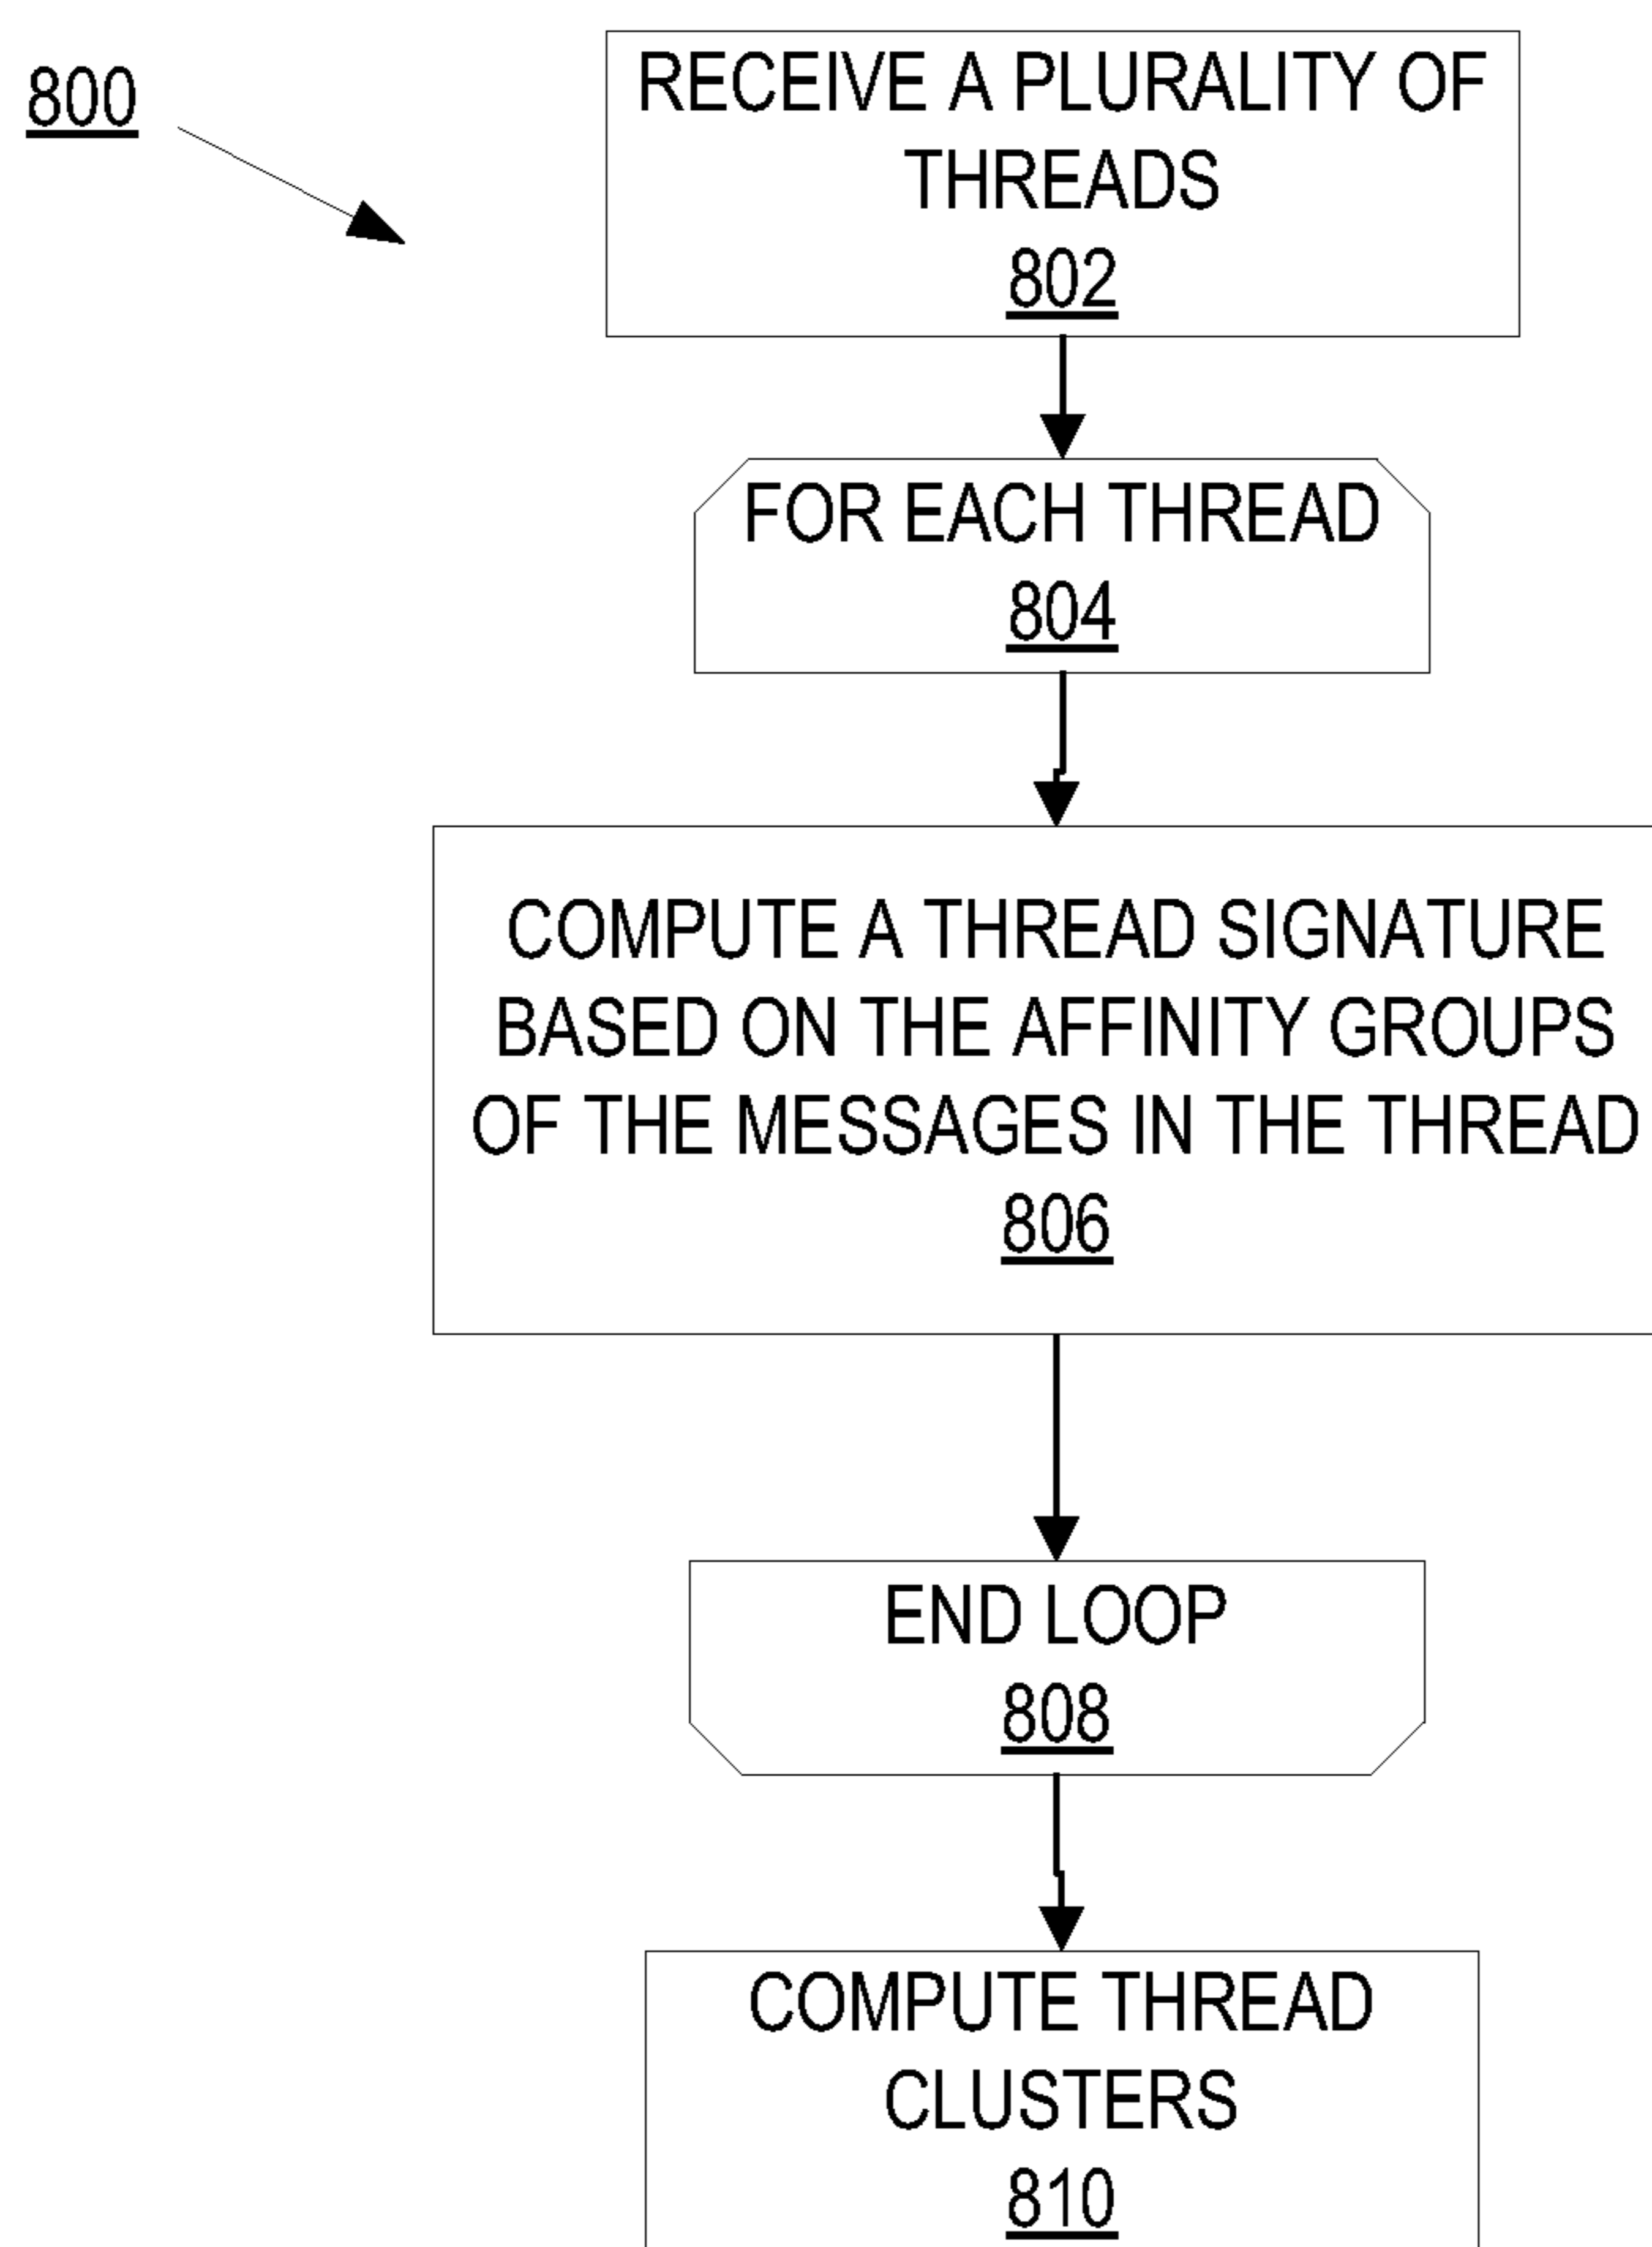 800
RECEIVE A PLURALITY OF
THREADS
802
FOR EACH THREAD
804
COMPUTE A THREAD SIGNATURE
BASED ON THE AFFINITY GROUPS
OF THE MESSAGES IN THE THREAD
806
END LOOP
808
COMPUTE THREAD
CLUSTERS
810